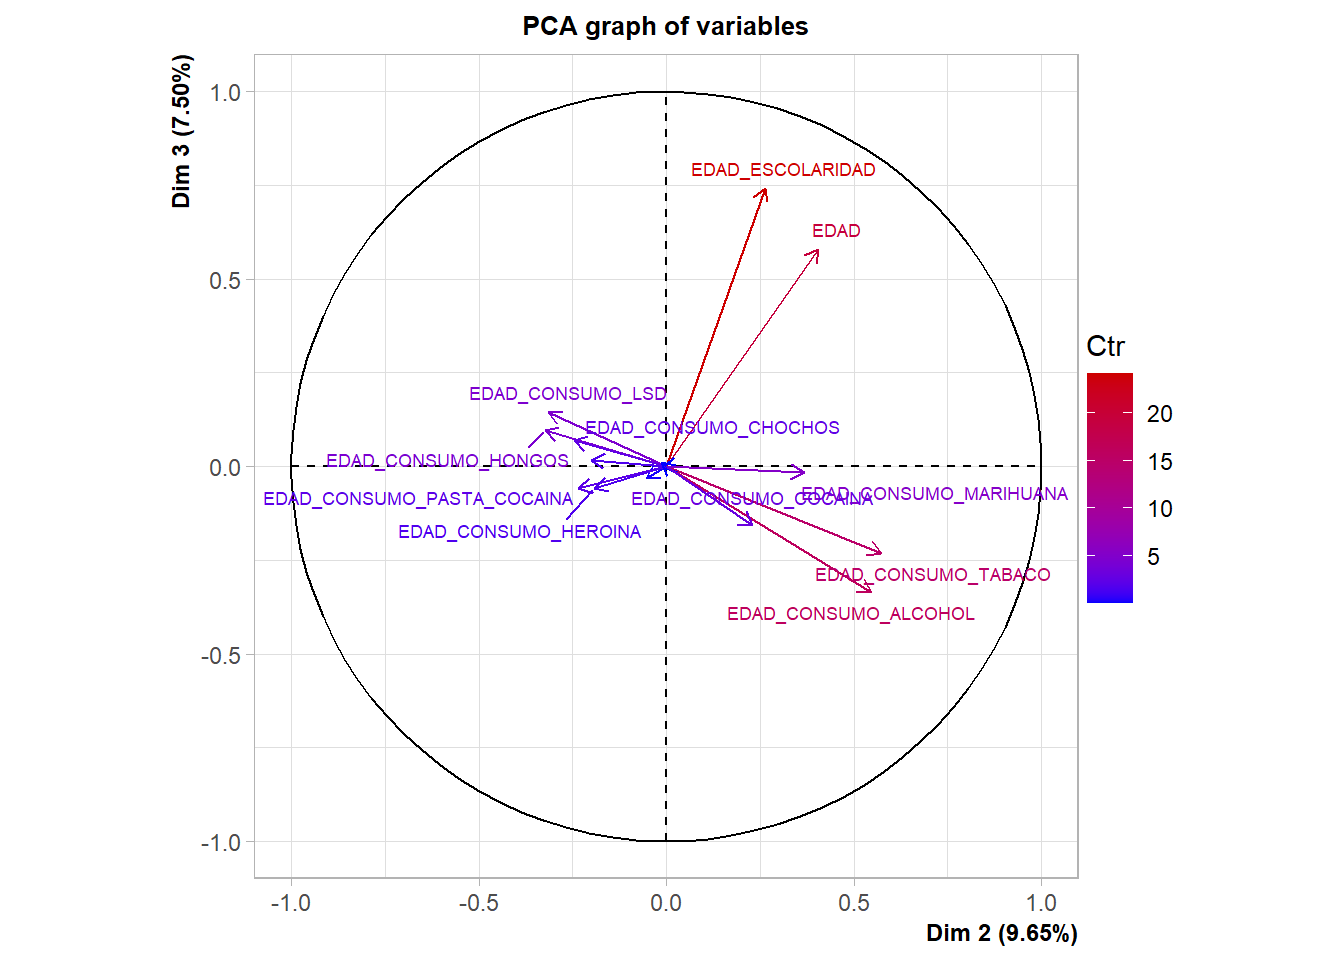 PCA graph of variables
Dim 3 (7.50%)
1.0
0.5
0.0
-0.5
-1.0
EDAD_ESCOLARIDAD
EDAD
EDAD_CONSUMO_LSD
EDAD_CONSUMO_CHOCHOS
EDAD_CONSUMO_HONGOS
EDAD_CONSUMO_MARIHUANA
EDAD_CONSUMO_PASTA_COCAINA
EDAD_CONSUMO_COCAINA
EDAD_CONSUMO_HEROINA
EDAD_CONSUMO_TABACO
EDAD_CONSUMO_ALCOHOL
-1.0
-0.5
0.0
0.5
1.0
Dim 2 (9.65%)
Ctr
20
15
10
5